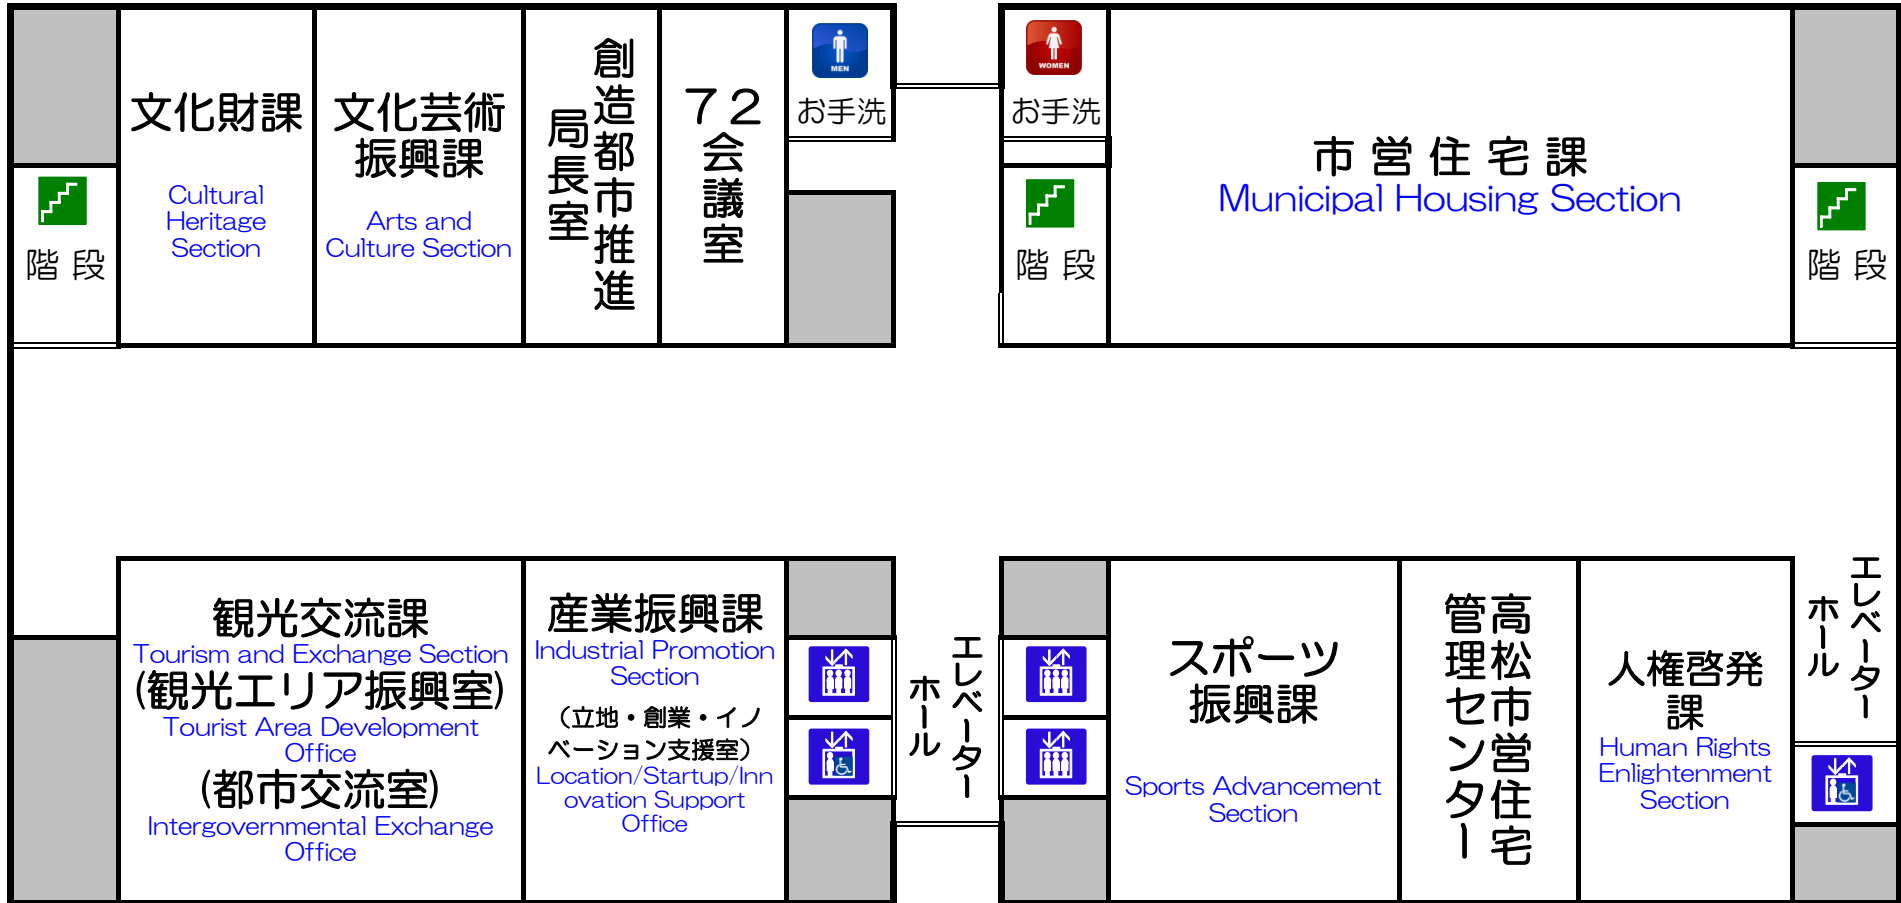 文化財課
Cultural
Heritage
Section
階 段
文化芸術
振興課
Arts and
Culture Section
創造都市推進
局長室
７２
会議室
MEN
お手洗
WOMEN
お手洗
階 段
市 営 住 宅 課
Municipal Housing Section
階 段
観光交流課
Tourism and Exchange Section
(観光エリア振興室)
Tourist Area Development
Office
(都市交流室)
Intergovernmental Exchange
Office
産業振興課
Industrial Promotion
Section
（立地・創業・イノ
ベーション支援室）
Location/Startup/Inn
ovation Support
Office
エレベーター
ホール
スポーツ
振興課
Sports Advancement
Section
高松市営住宅
管理センター
人権啓発
課
Human Rights
Enlightenment
Section
エレベーター
ホール